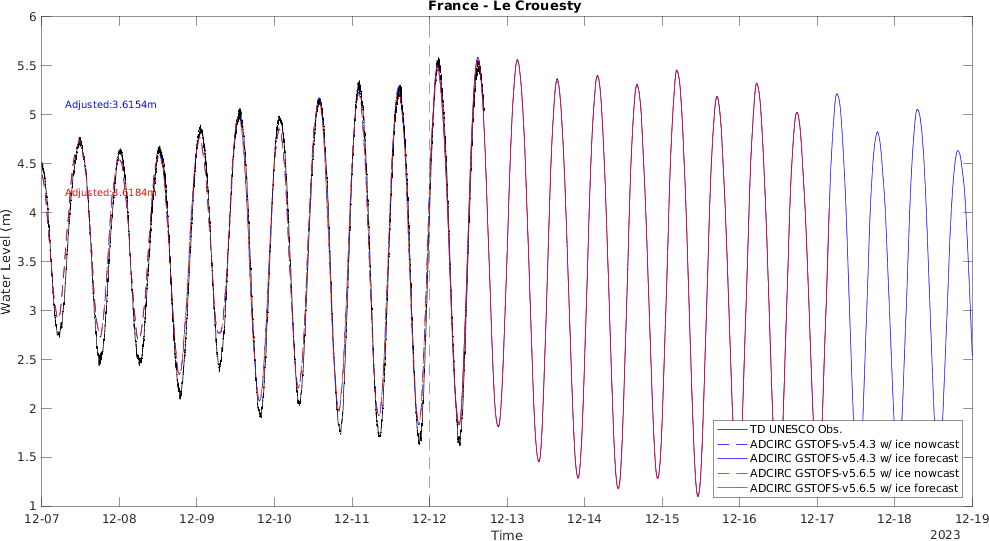 France - Le Crouesty
6
5.5
5
4.5
4
3.5
3
2.5
2
1.5
1
Water Level (m)
Adjusted:3.6154m
Adjusted:3.6184m
TD UNESCO Obs.
ADCIRC GSTOFS-v5.4.3 w/ ice nowcast
ADCIRC GSTOFS-v5.4.3 w/ ice forecast
ADCIRC GSTOFS-v5.6.5 w/ ice nowcast
ADCIRC GSTOFS-v5.6.5 w/ ice forecast
12-07 12-08 12-09 12-10 12-11 12-12 12-13 12-14 12-15 12-16 12-17 12-18 12-19
Time
2023